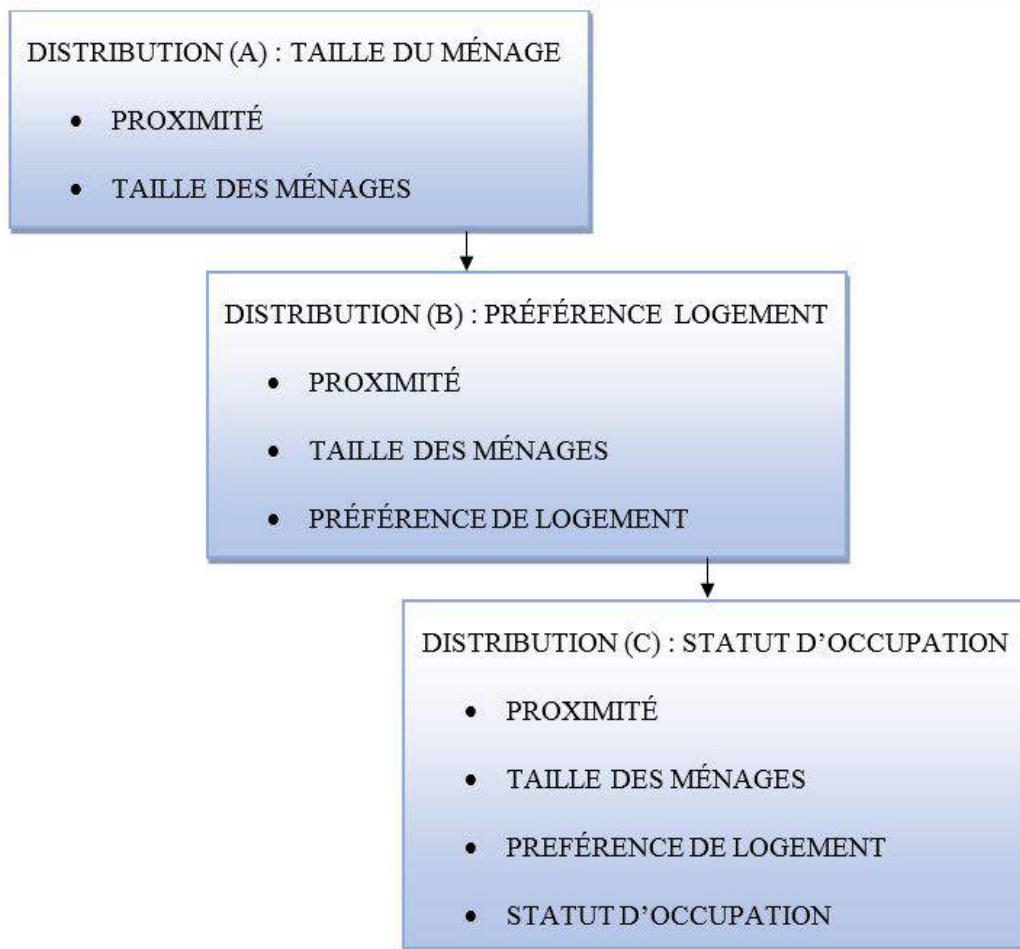 DISTRIBUTION (A) : TAILLE DU MÉNAGE
• PROXIMITÉ
• TAILLE DES MÉNAGES
DISTRIBUTION (B) : PRÉFÉRENCE LOGEMENT
• PROXIMITÉ
• TAILLE DES MÉNAGES
• PRÉFÉRENCE DE LOGEMENT
DISTRIBUTION (C) : STATUT D'OCCUPATION
• PROXIMITÉ
• TAILLE DES MÉNAGES
• PREFÉRENCE DE LOGEMENT
• STATUT D'OCCUPATION